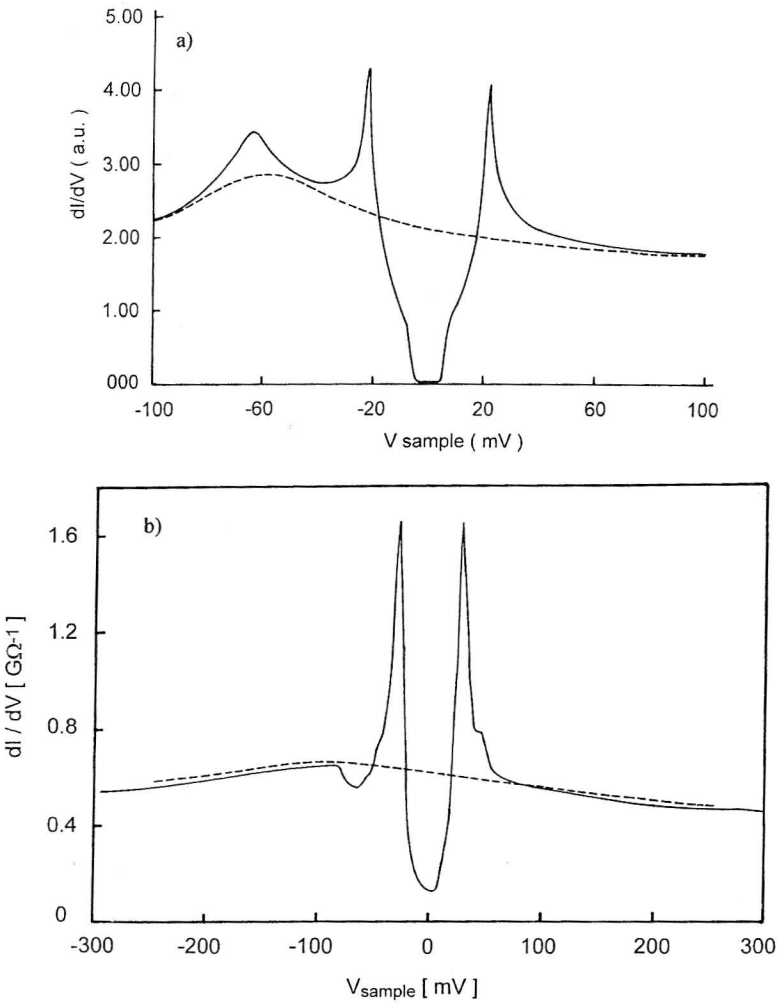 a)
5.00
4.00
3.00
2.00
1.00
000
dI/dV ( a.u. )
-100 -60 -20 20 60 100
V sample ( mV )
b)
1.6
1.2
0.8
0.4
0
dI / dV [ GΩ-1 ]
-300 -200 -100 0 100 200 300
Vsample [ mV ]